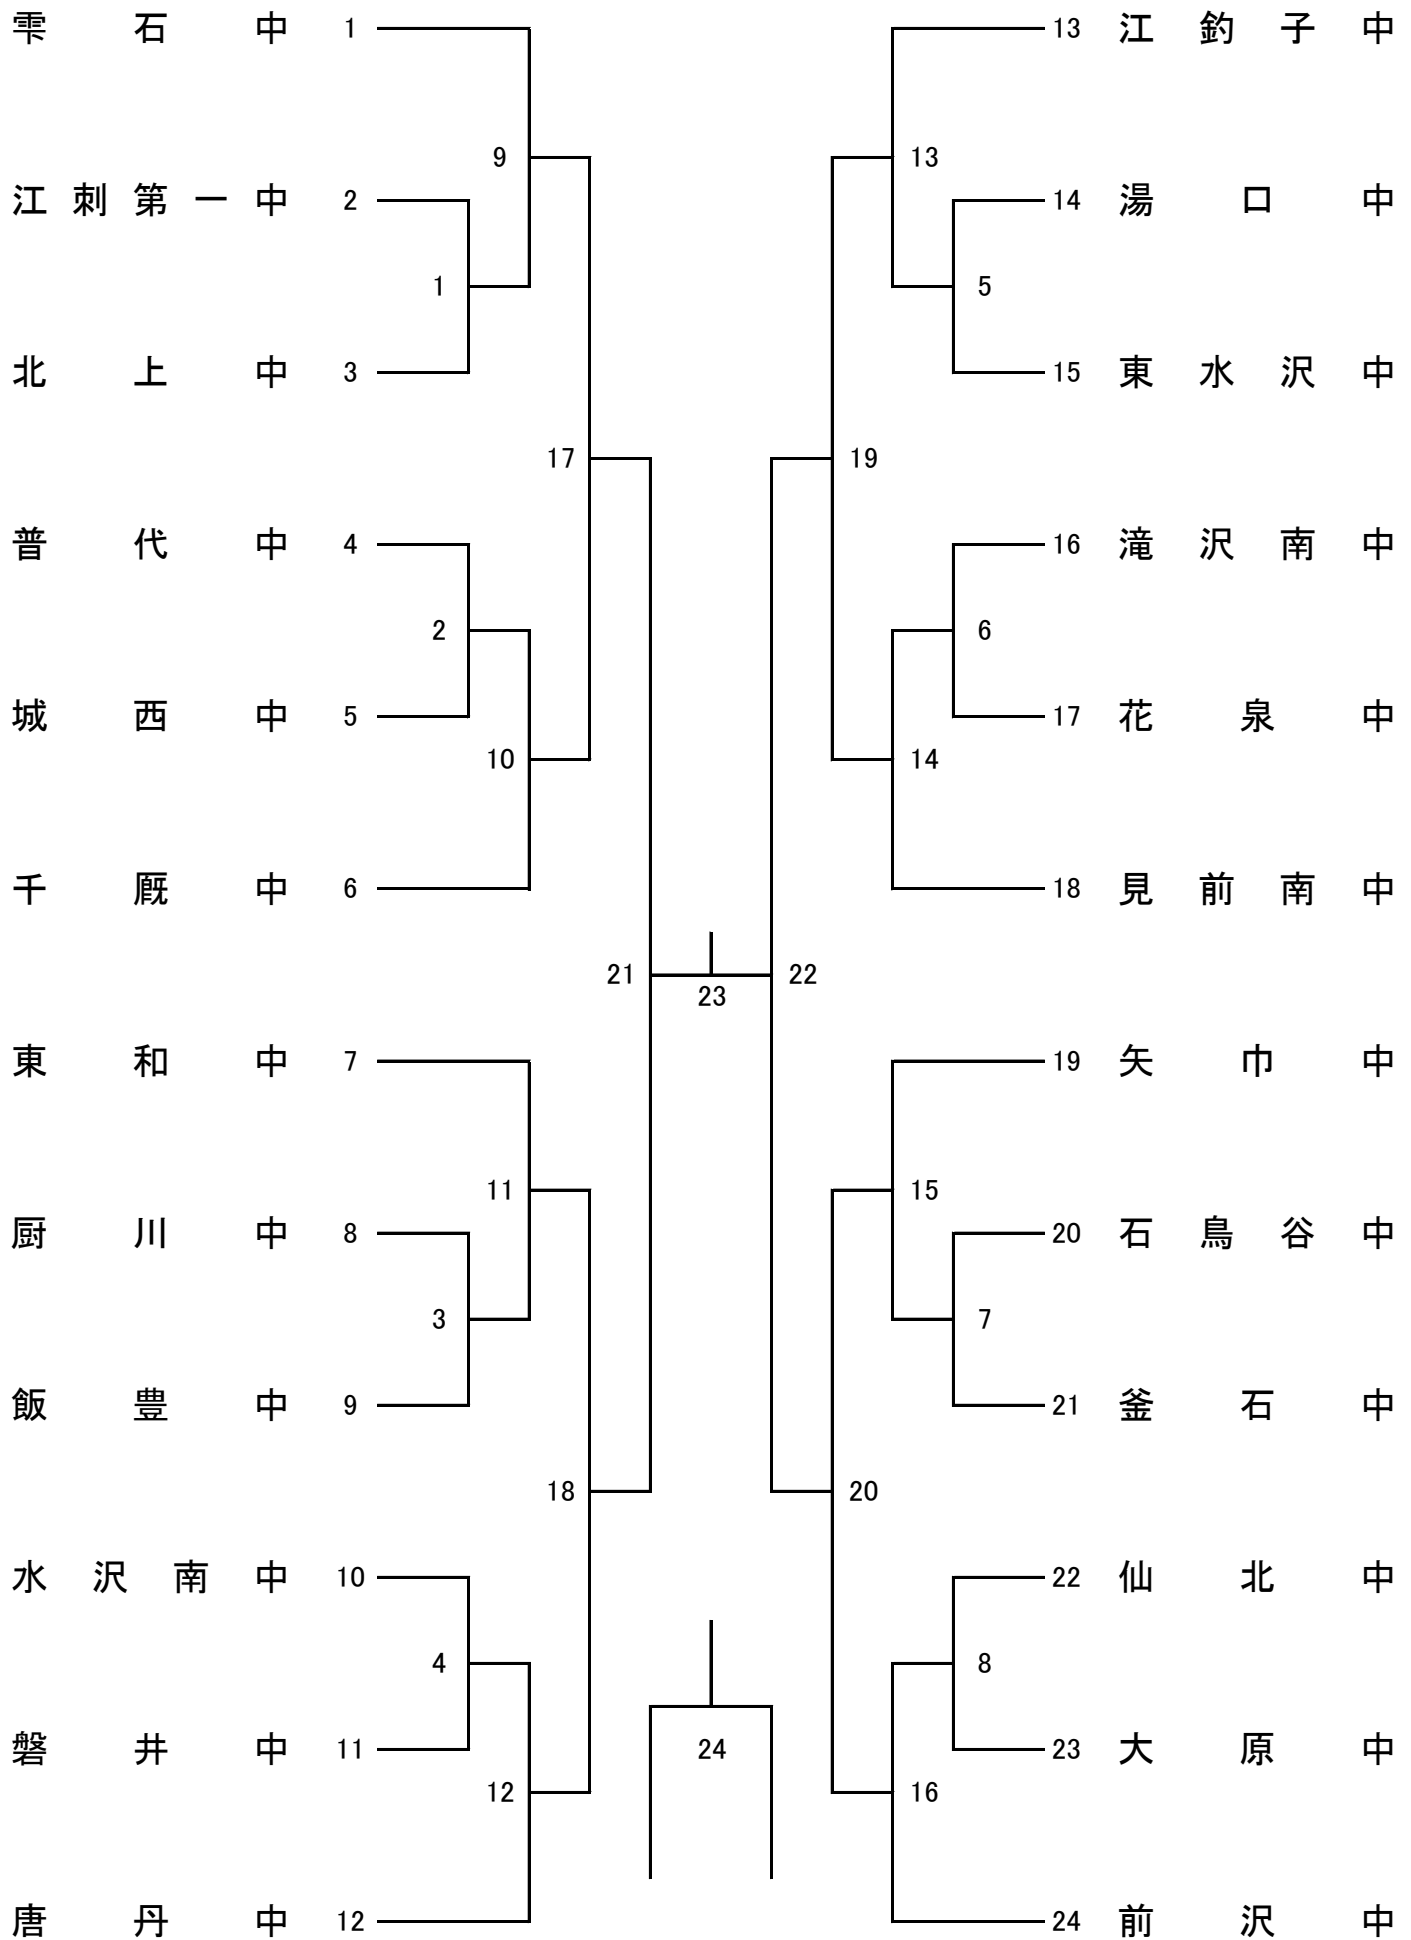 雫石中 1
13 江釣子中
9
13
江刺第一中 2
14 湯口中
1
5
北上中 3
15 東水沢中
17
19
普代中 4
16 滝沢南中
2
6
城西中 5
17 花泉中
10
14
千厩中 6
18 見前南中
21
22
23
東和中 7
19 矢巾中
11
15
厨川中 8
20 石鳥谷中
3
7
飯豊中 9
21 釜石中
18
20
水沢南中 10
22 仙北中
4
8
磐井中 11
24
23 大原中
12
16
唐丹中 12
24 前沢中